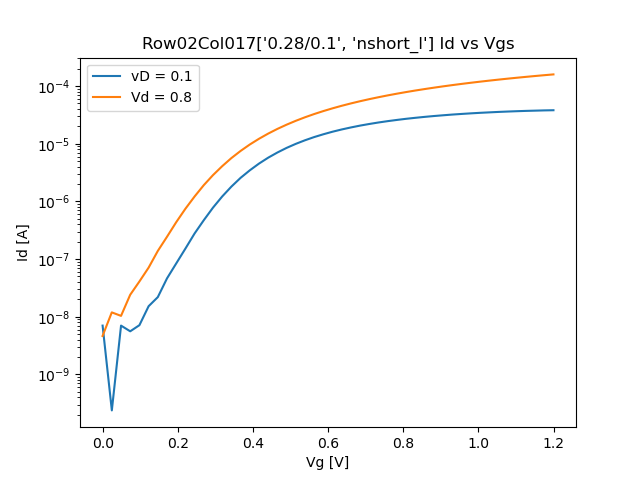 Row02Col017['0.28/0.1', 'nshort_l'] Id vs Vgs
vD = 0.1
Vd = 0.8
Id [A]
10⁻⁴
10⁻⁵
10⁻⁶
10⁻⁷
10⁻⁸
10⁻⁹
0.0 0.2 0.4 0.6 0.8 1.0 1.2
Vg [V]